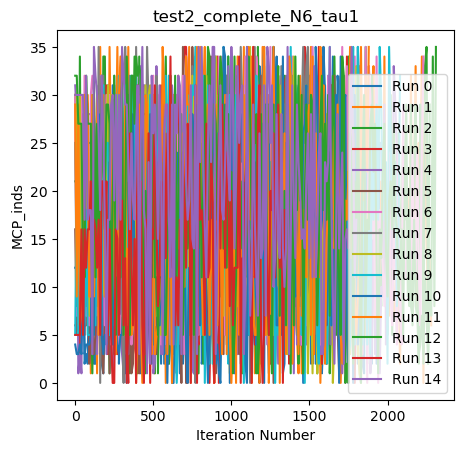 test2_complete_N6_tau1
MCP_inds
35
30
25
20
15
10
5
0
0
500
1000
1500
2000
Iteration Number
Run 0
Run 1
Run 2
Run 3
Run 4
Run 5
Run 6
Run 7
Run 8
Run 9
Run 10
Run 11
Run 12
Run 13
Run 14